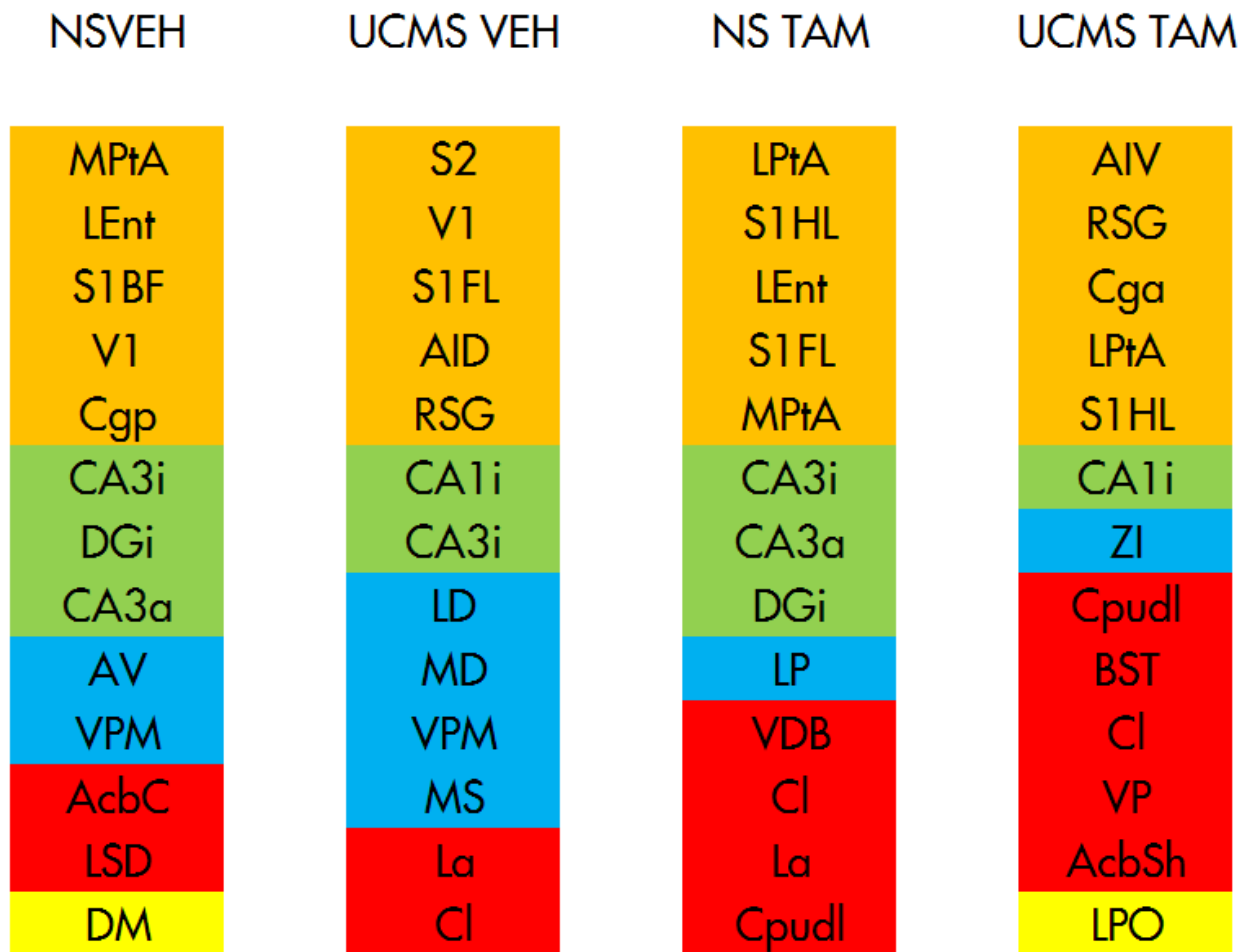 NSVEH UCMS VEH NS TAM UCMS TAM
MPtA S2 LPtA AIV
LEnt V1 S1HL RSG
S1BF S1FL LEnt Cga
V1 AID S1FL LPtA
Cgp RSG MPtA S1HL
CA3i CA1i CA3i CA1i
DGi CA3i CA3a ZI
CA3a LD DGi Cpudl
AV MD LP BST
VPM VPM VDB Cl
AcbC MS Cl VP
LSD La La AcbSh
DM Cl Cpudl LPO